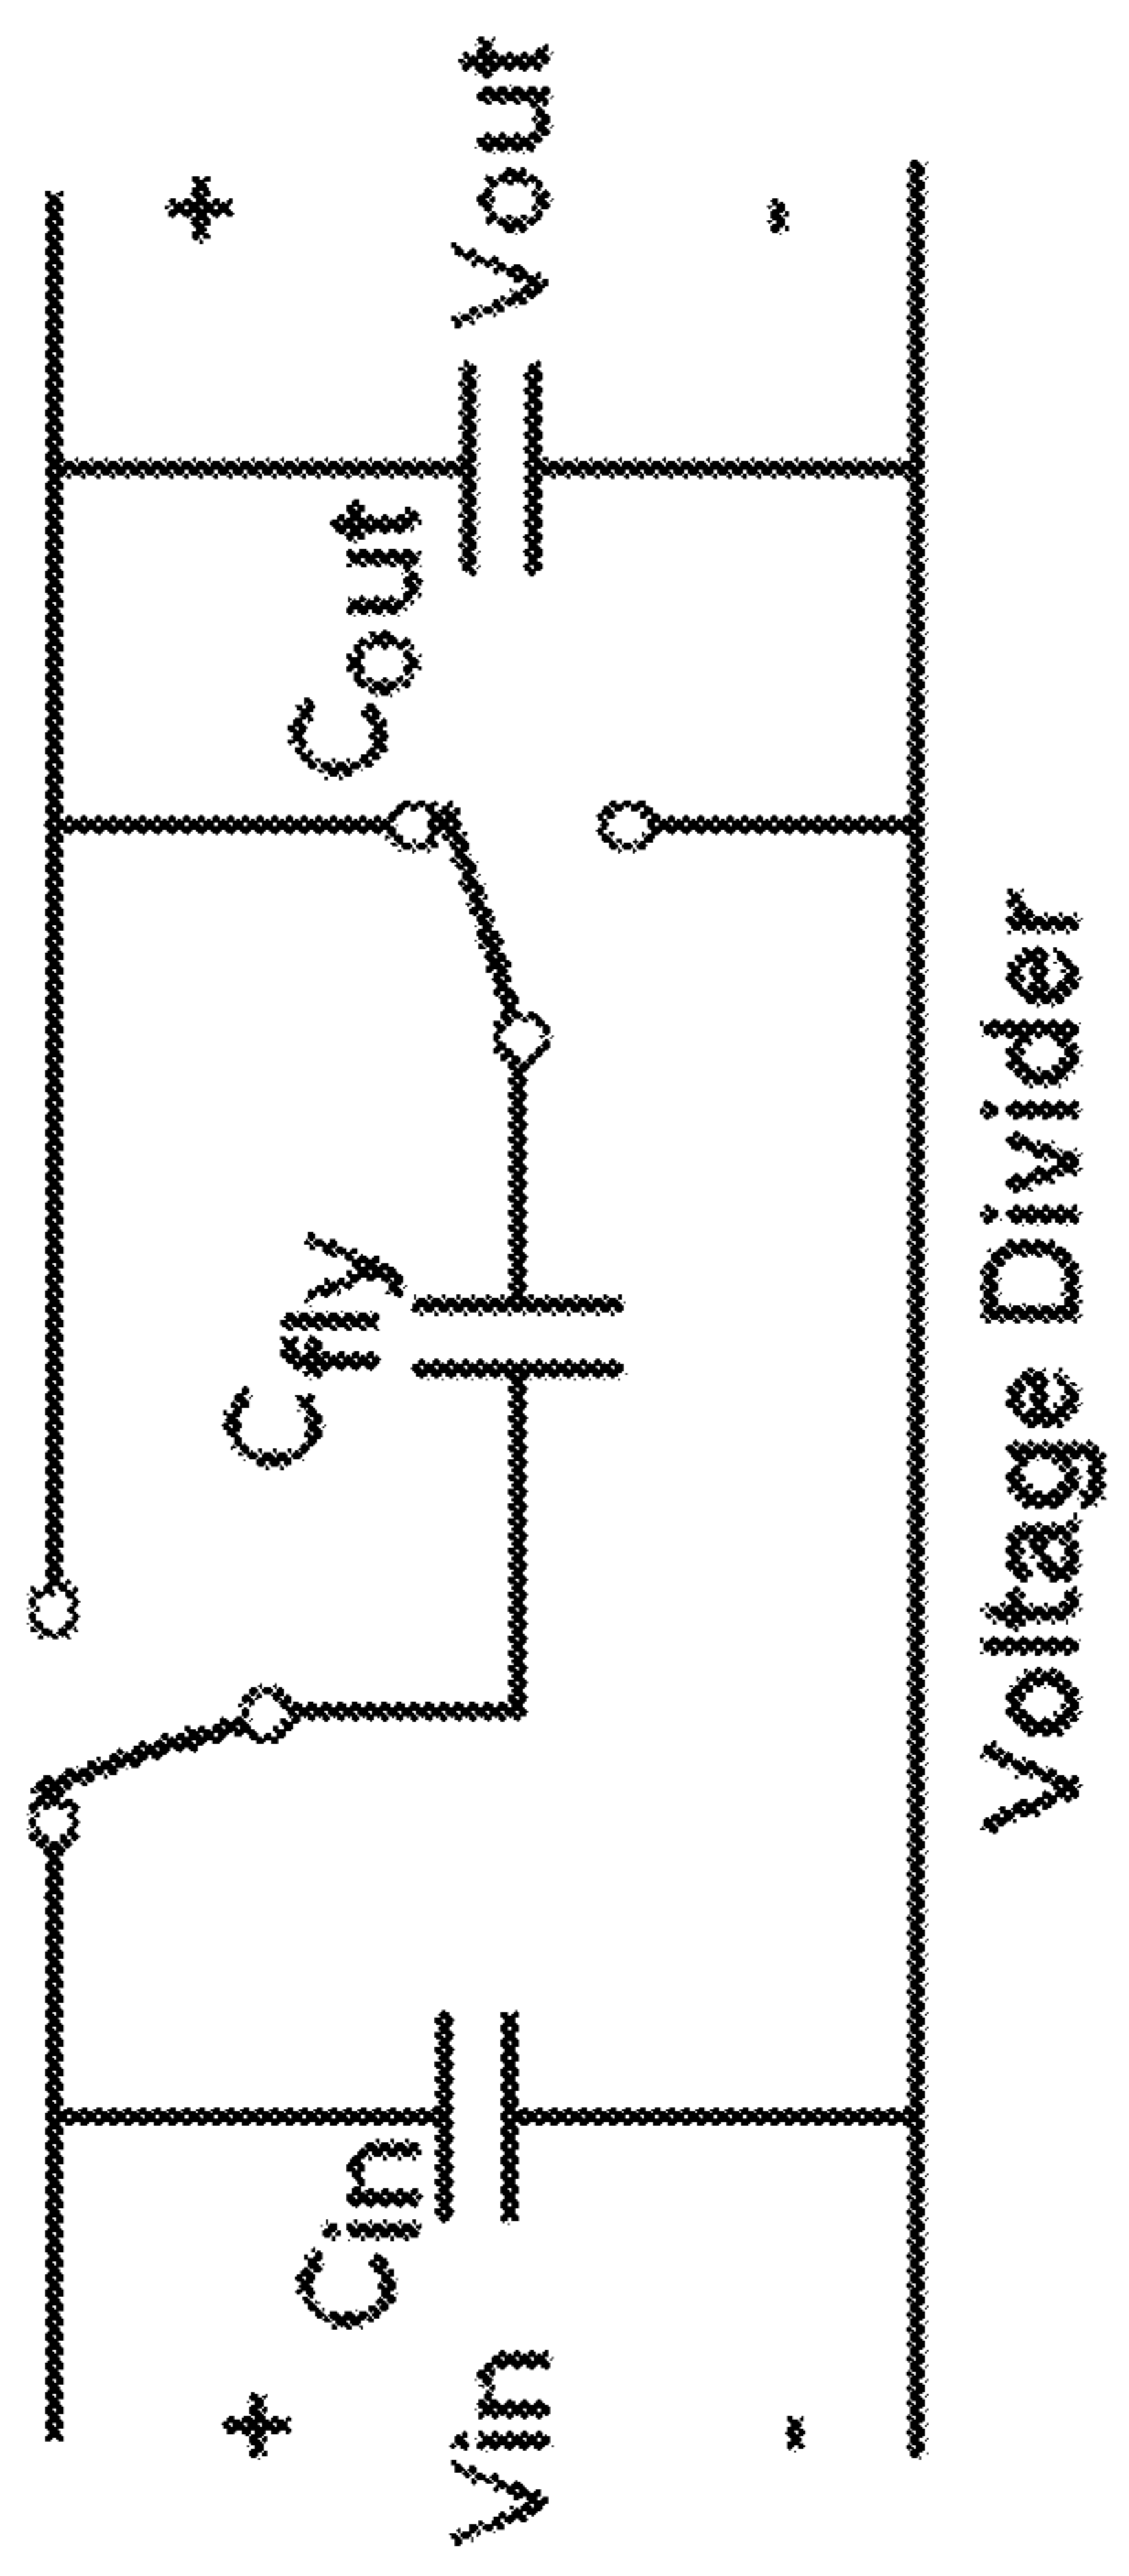 +
+
Cfly
Cin
Cout
Vin
Vout
-
-
Voltage Divider